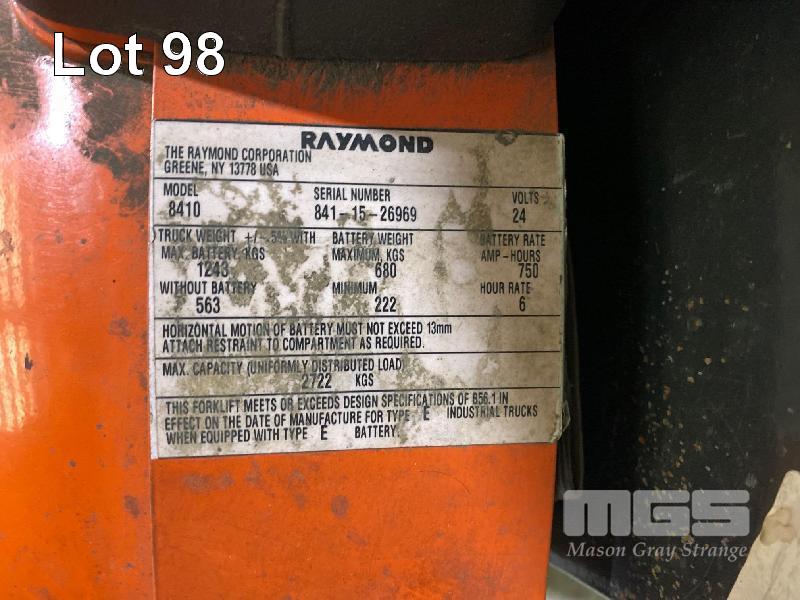 Lot 98
RAYMOND
THE RAYMOND CORPORATION
GREENE, NY 13778 USA
MODEL SERIAL NUMBER VOLTS
8410 841-15-26969 24
TRUCK WEIGHT +/- 5% WITH BATTERY WEIGHT BATTERY RATE
MAX. BATTERY, KGS MAXIMUM, KGS AMP-HOURS
1243 680 750
WITHOUT BATTERY MINIMUM HOUR RATE
563 222 6
HORIZONTAL MOTION OF BATTERY MUST NOT EXCEED 13mm
ATTACH RESTRAINT TO COMPARTMENT AS REQUIRED.
MAX. CAPACITY (UNIFORMLY DISTRIBUTED LOAD)
2722 KGS
THIS FORKLIFT MEETS OR EXCEEDS DESIGN SPECIFICATIONS OF B56.1 IN
EFFECT ON THE DATE OF MANUFACTURE FOR TYPE E INDUSTRIAL TRUCKS
WHEN EQUIPPED WITH TYPE E BATTERY.
MGS
Mason Gray Strange